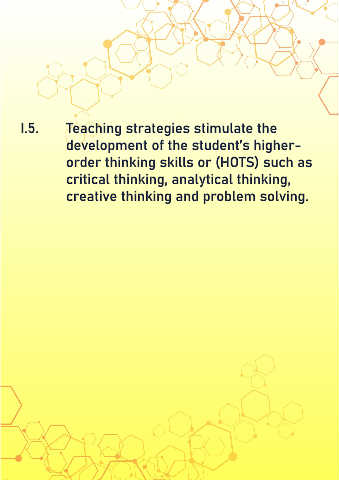 I.5. Teaching strategies stimulate the
development of the student's higher-
order thinking skills or (HOTS) such as
critical thinking, analytical thinking,
creative thinking and problem solving.